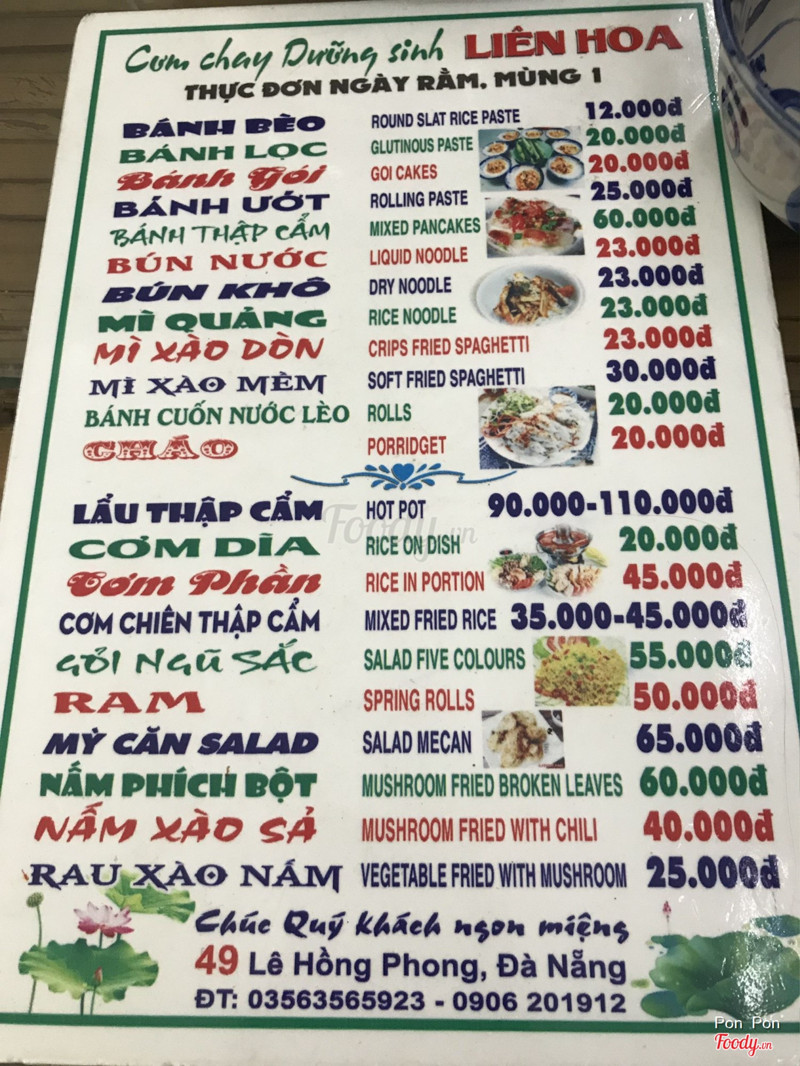 Cơm chay Dưỡng sinh LIÊN HOA
THỰC ĐƠN NGÀY RẰM, MÙNG 1
BÁNH BÈO ROUND SLAT RICE PASTE 12.000đ
BÁNH LỌC GLUTINOUS PASTE 20.000đ
Bánh Gói GOI CAKES 20.000đ
BÁNH ƯỚT ROLLING PASTE 25.000đ
BÁNH THẬP CẨM MIXED PANCAKES 60.000đ
BÚN NƯỚC LIQUID NOODLE 23.000đ
BÚN KHÔ DRY NOODLE 23.000đ
MÌ QUẢNG RICE NOODLE 23.000đ
MÌ XÀO DÒN CRIPS FRIED SPAGHETTI 23.000đ
MÌ XÀO MÈM SOFT FRIED SPAGHETTI 30.000đ
BÁNH CUỐN NƯỚC LÈO ROLLS 20.000đ
CHÁO PORRIDGET 20.000đ
LẨU THẬP CẨM HOT POT 90.000-110.000đ
CƠM DĨA RICE ON DISH 20.000đ
Cơm Phần RICE IN PORTION 45.000đ
CƠM CHIÊN THẬP CẨM MIXED FRIED RICE 35.000-45.000đ
GỎI NGŨ SẮC SALAD FIVE COLOURS 55.000đ
RAM SPRING ROLLS 50.000đ
MỲ CĂN SALAD SALAD MECAN 65.000đ
NẤM PHÍCH BỘT MUSHROOM FRIED BROKEN LEAVES 60.000đ
NẤM XÀO SẢ MUSHROOM FRIED WITH CHILI 40.000đ
RAU XÀO NẤM VEGETABLE FRIED WITH MUSHROOM 25.000đ
Chúc Quý khách ngon miệng
49 Lê Hồng Phong, Đà Nẵng
ĐT: 03563565923 - 0906 201912
Foody.vn
Pon Pon
Foody.vn